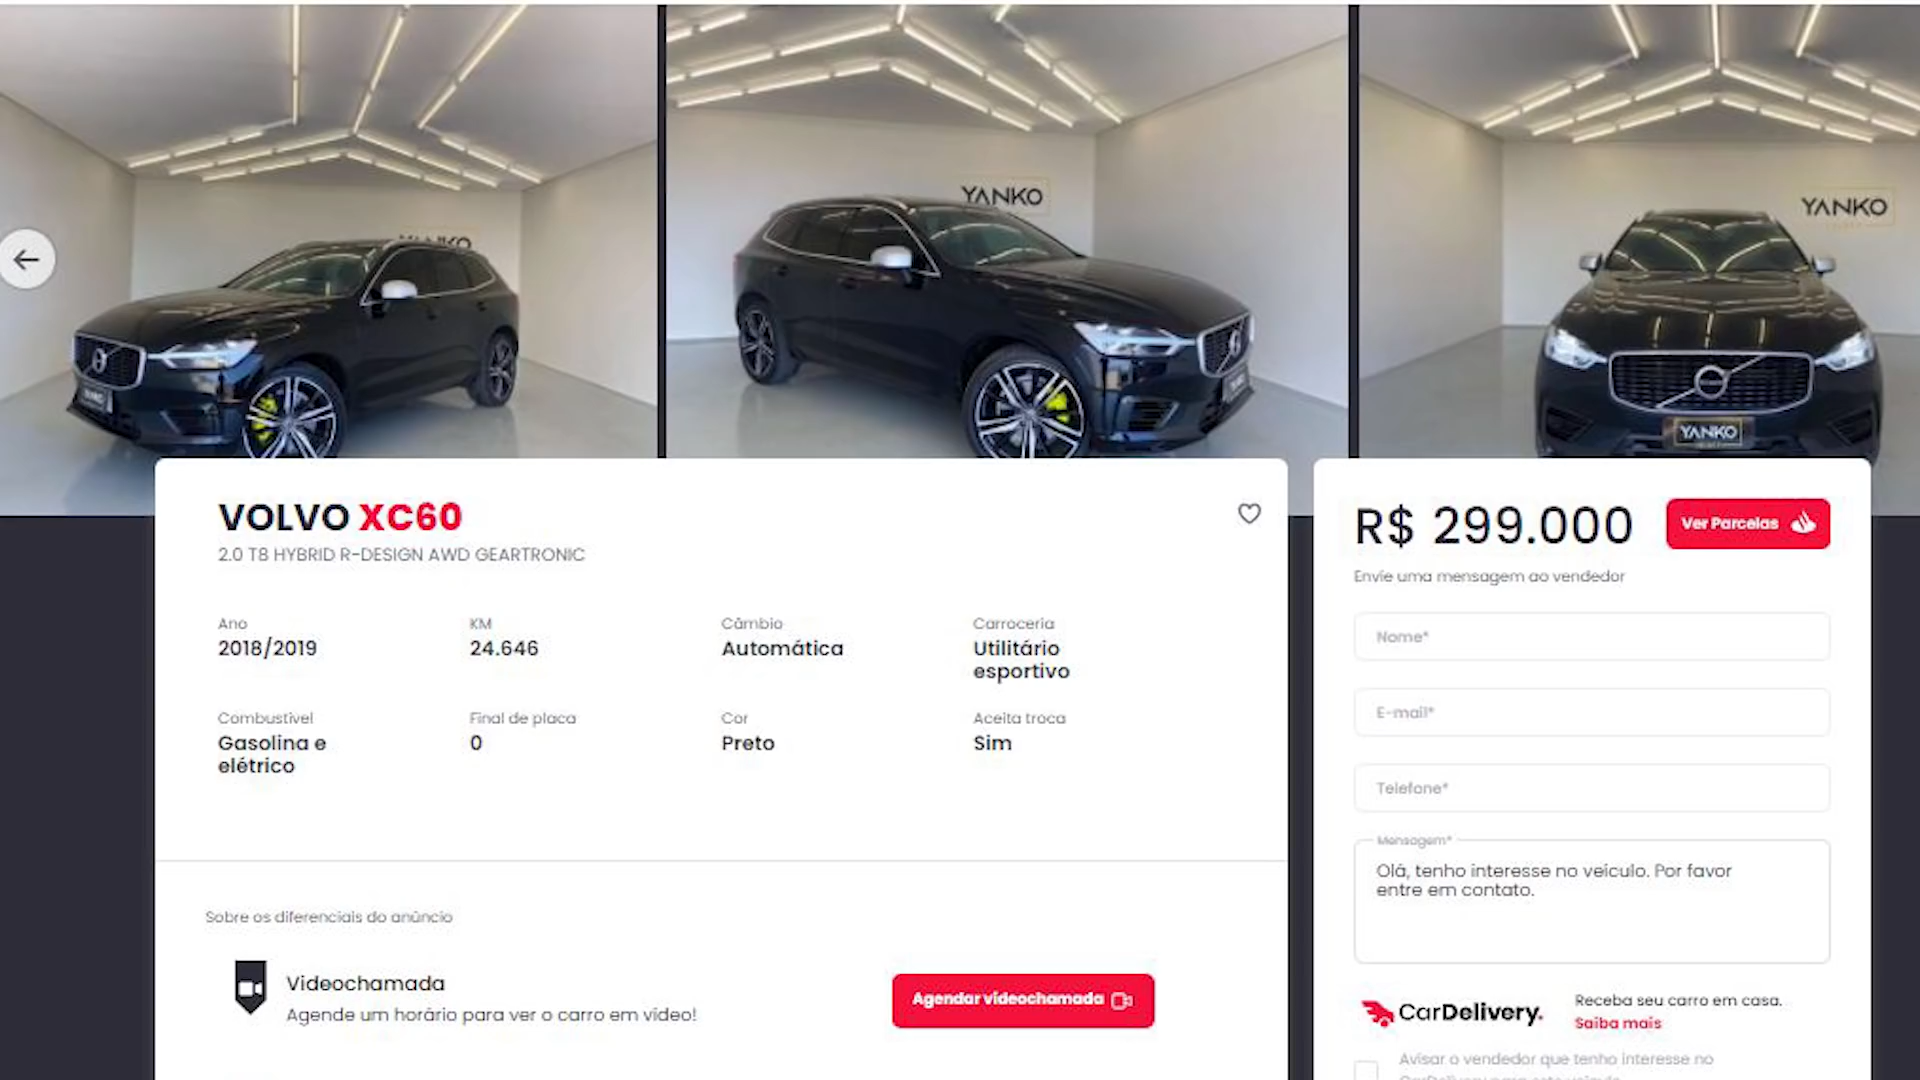 YANKO
YANKO
YANKO
YANKO
VOLVO XC60
2.0 T8 HYBRID R-DESIGN AWD GEARTRONIC
Ano
KM
Câmbio
Carroceria
2018/2019
24.646
Automática
Utilitário
esportivo
Combustível
Final de placa
Cor
Aceita troca
Gasolina e
elétrico
0
Preto
Sim
Sobre os diferenciais do anúncio
Videochamada
Agende um horário para ver o carro em vídeo!
Agendar vídeochamada
R$ 299.000
Ver Parcelas
Envie uma mensagem ao vendedor
Nome*
E-mail*
Telefone*
Mensagem*
Olá, tenho interesse no veículo. Por favor
entre em contato.
CarDelivery.
Receba seu carro em casa.
Saiba mais
Avisar o vendedor que tenho interesse no